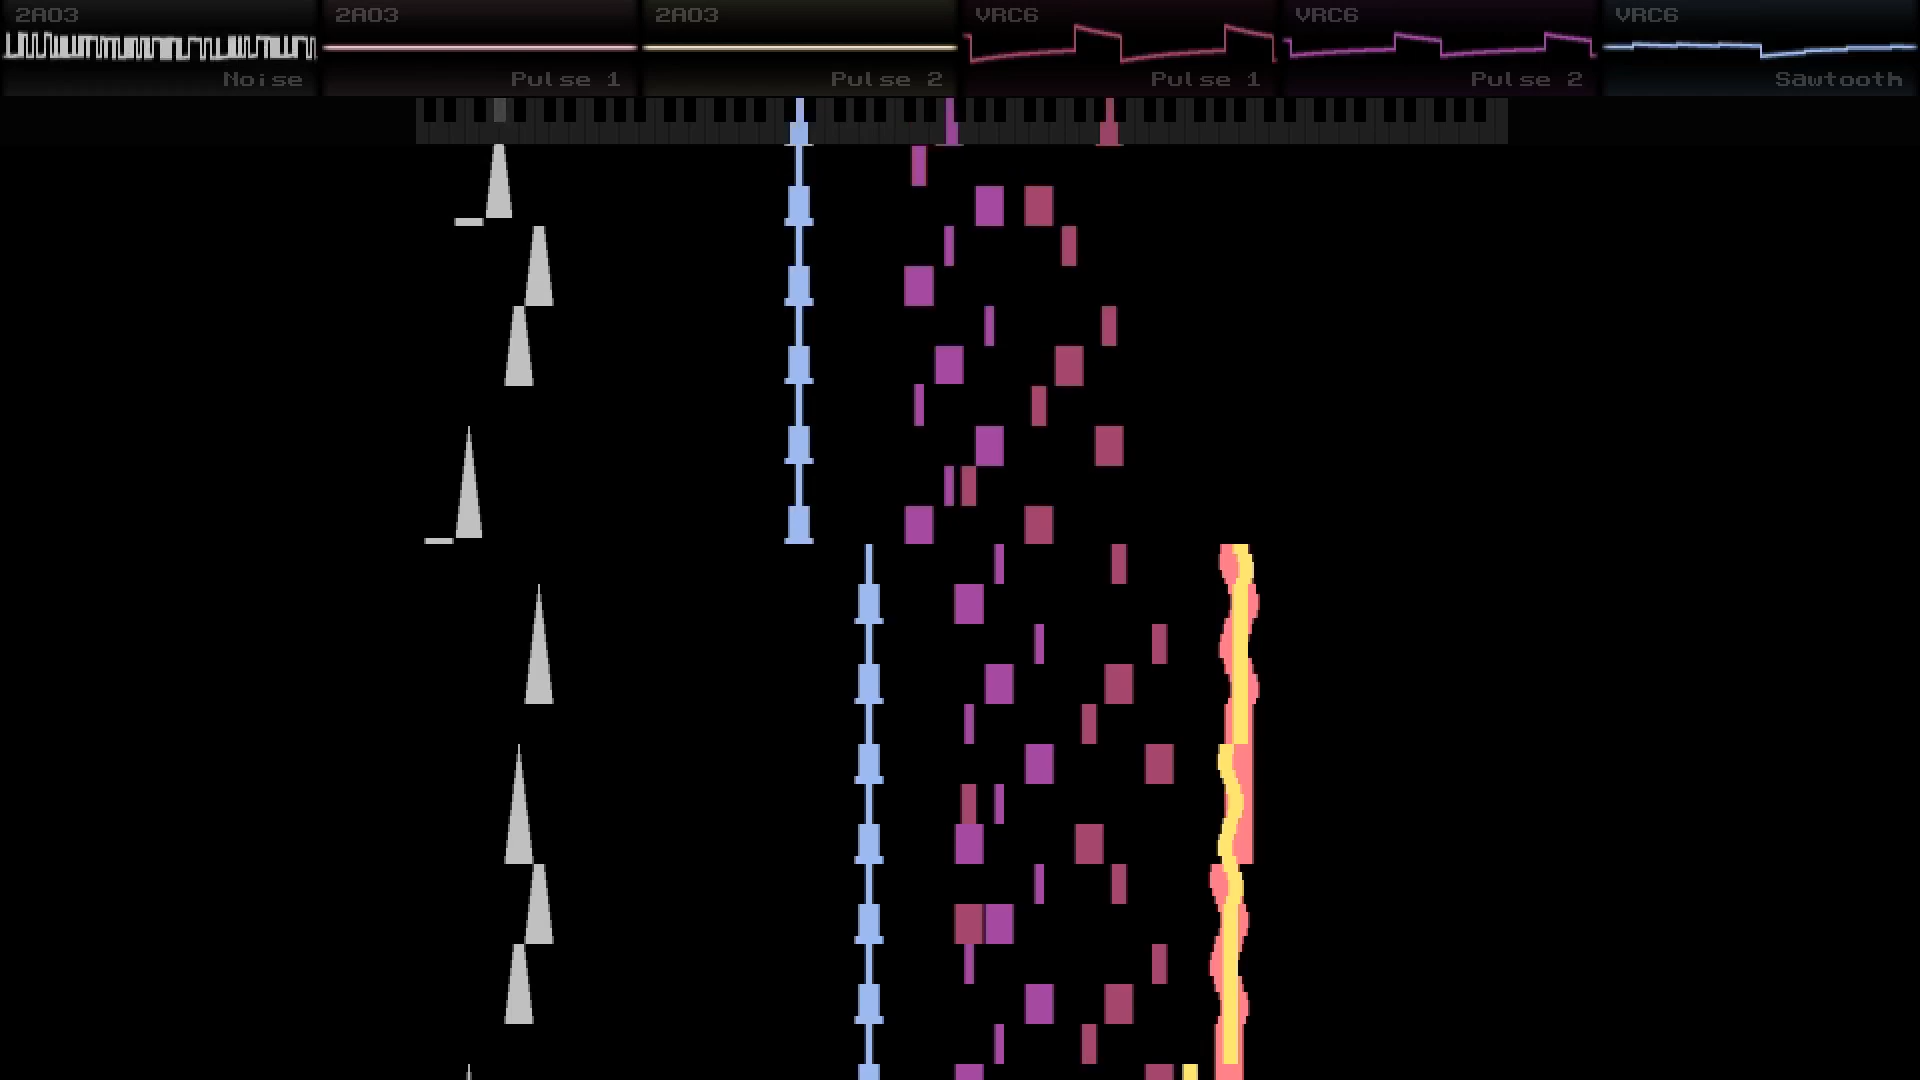 2A03
Noise
2A03
Pulse 1
2A03
Pulse 2
VRC6
Pulse 1
VRC6
Pulse 2
VRC6
Sawtooth